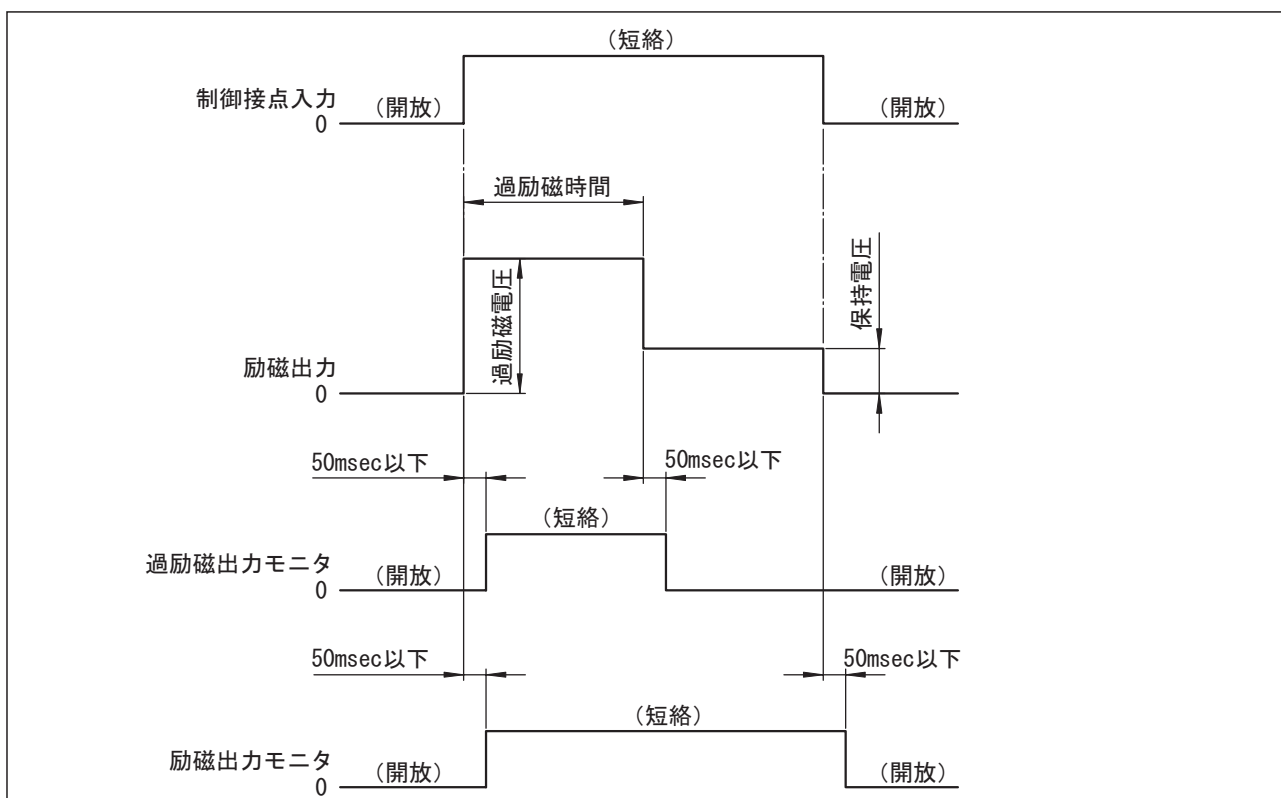 （短絡）
制御接点入力
（開放）
（開放）
0
過励磁時間
過励磁電圧
保持電圧
励磁出力
0
50msec以下
50msec以下
（短絡）
過励磁出力モニタ
（開放）
（開放）
0
50msec以下
50msec以下
（短絡）
励磁出力モニタ
（開放）
（開放）
0